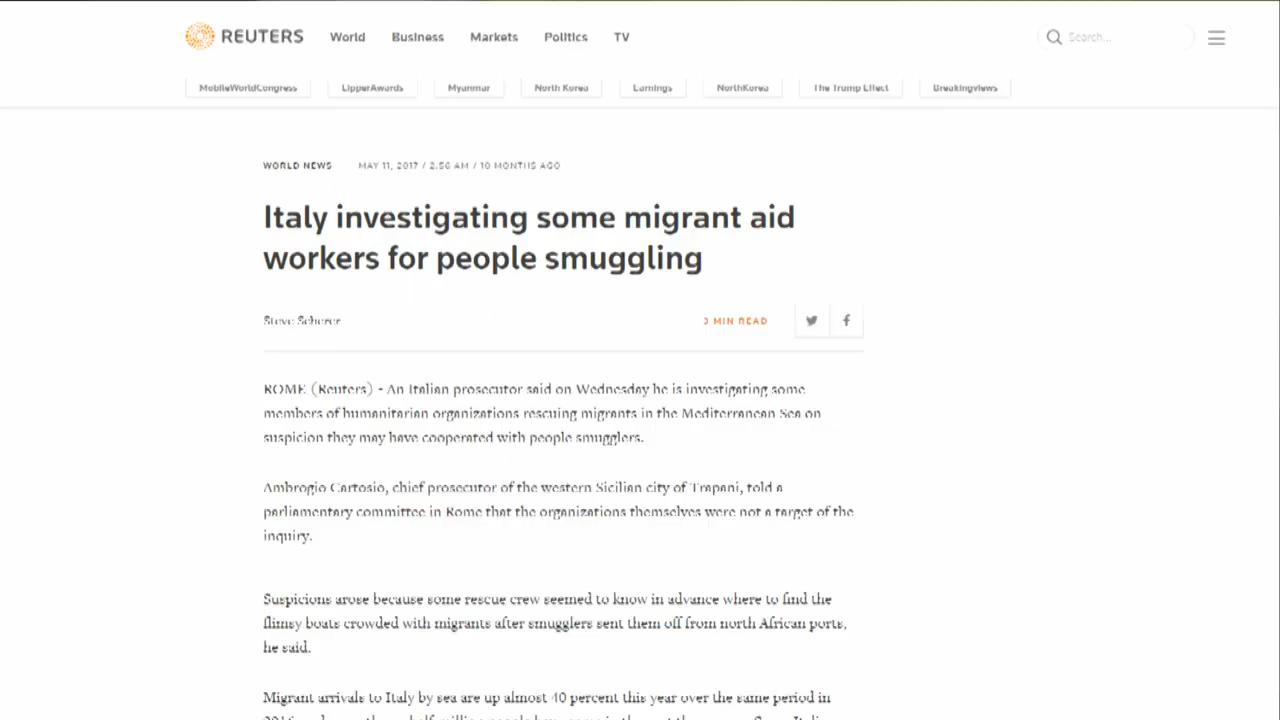 REUTERS World Business Markets Politics TV Search...
MobileWorldCongress LipperAwards Myanmar North Korea Earnings NorthKorea The Trump Effect Breakingviews
WORLD NEWS MAY 11, 2017 / 2:56 AM / 10 MONTHS AGO
Italy investigating some migrant aid
workers for people smuggling
Steve Scherer 3 MIN READ
ROME (Reuters) - An Italian prosecutor said on Wednesday he is investigating some
members of humanitarian organizations rescuing migrants in the Mediterranean Sea on
suspicion they may have cooperated with people smugglers.
Ambrogio Cartosio, chief prosecutor of the western Sicilian city of Trapani, told a
parliamentary committee in Rome that the organizations themselves were not a target of the
inquiry.
Suspicions arose because some rescue crew seemed to know in advance where to find the
flimsy boats crowded with migrants after smugglers sent them off from north African ports,
he said.
Migrant arrivals to Italy by sea are up almost 40 percent this year over the same period in